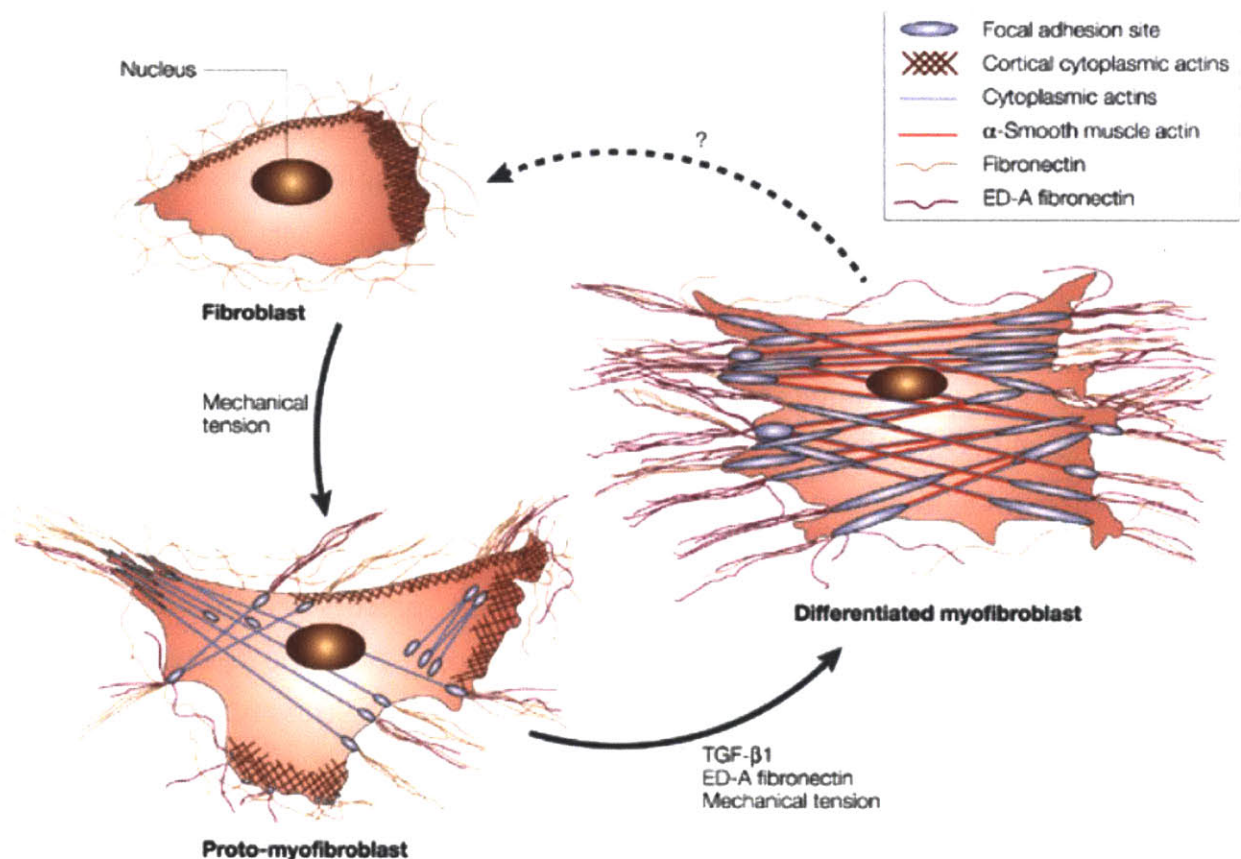 Focal adhesion site
Cortical cytoplasmic actins
Cytoplasmic actins
α-Smooth muscle actin
Fibronectin
ED-A fibronectin
Nucleus
?
Fibroblast
Mechanical
tension
Differentiated myofibroblast
TGF-β1
ED-A fibronectin
Mechanical tension
Proto-myofibroblast